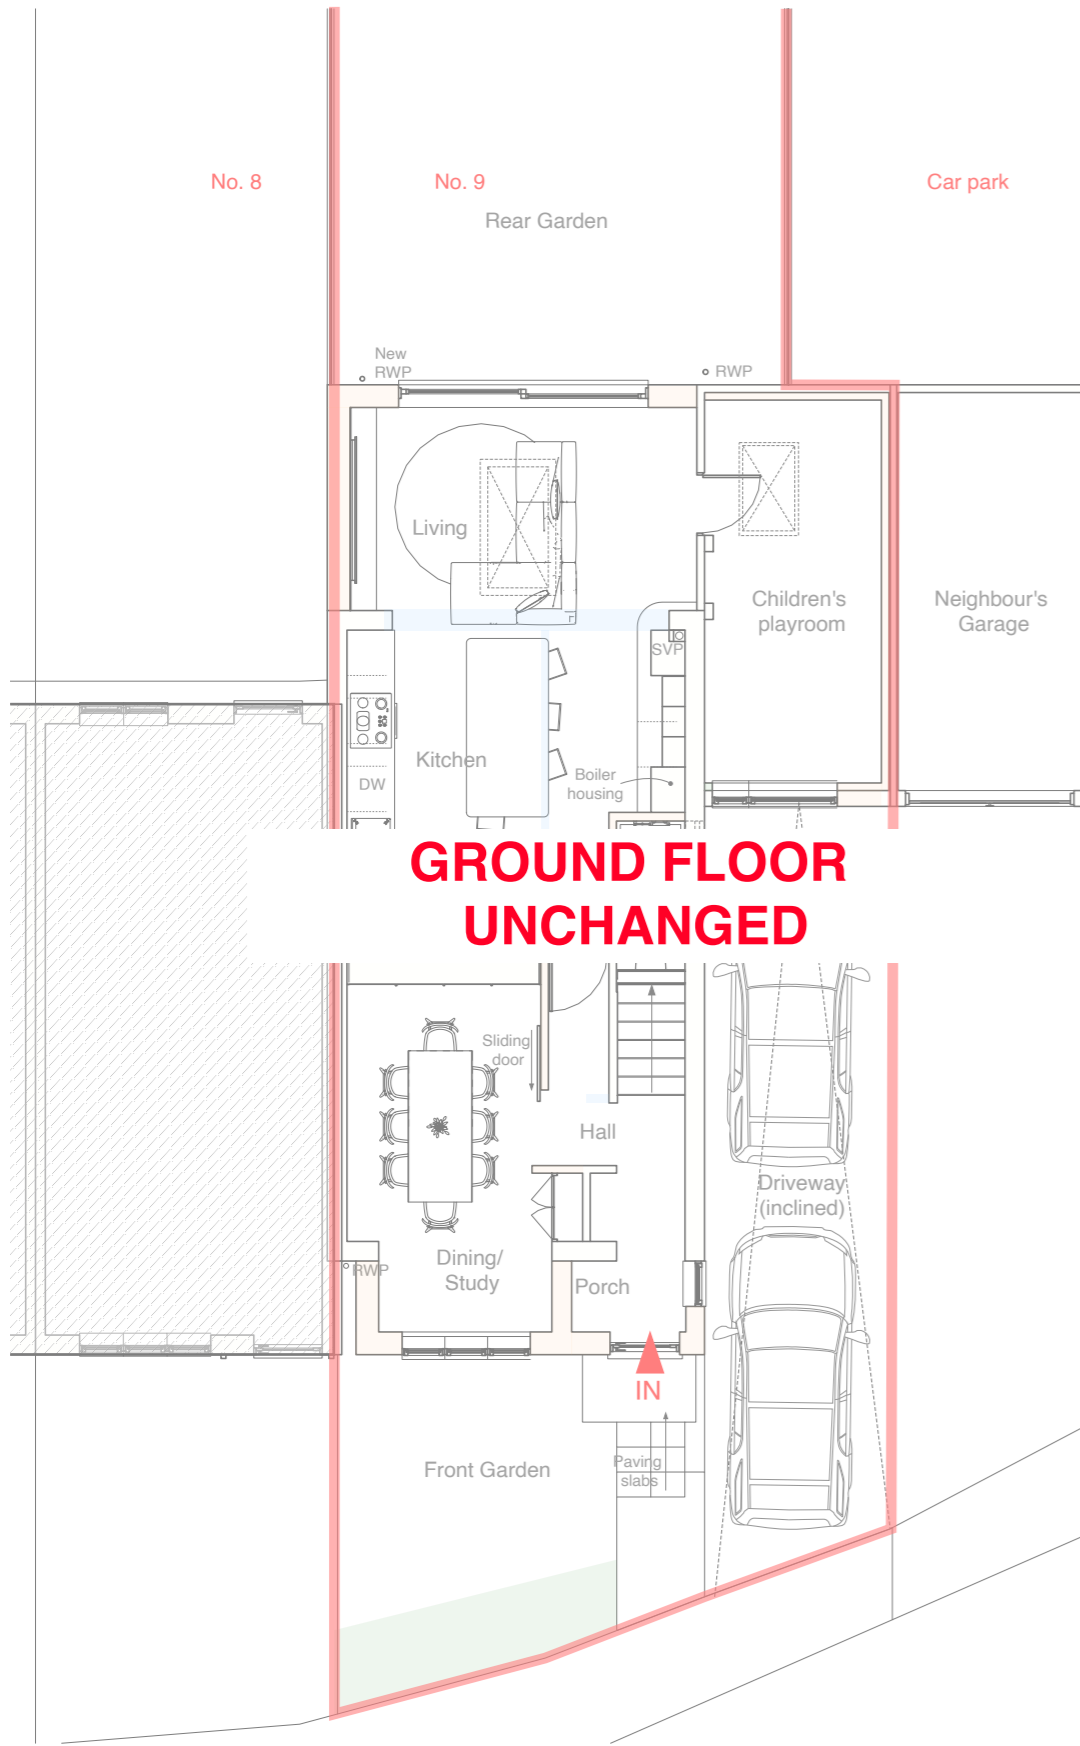 No. 8
No. 9
Car park
Rear Garden
New
RWP
RWP
Living
Children's
playroom
Neighbour's
Garage
SVP
Kitchen
Boiler
housing
DW
GROUND FLOOR
UNCHANGED
Sliding
door
Hall
Driveway
(inclined)
Dining/
Study
RWP
Porch
IN
Front Garden
Paving
slabs